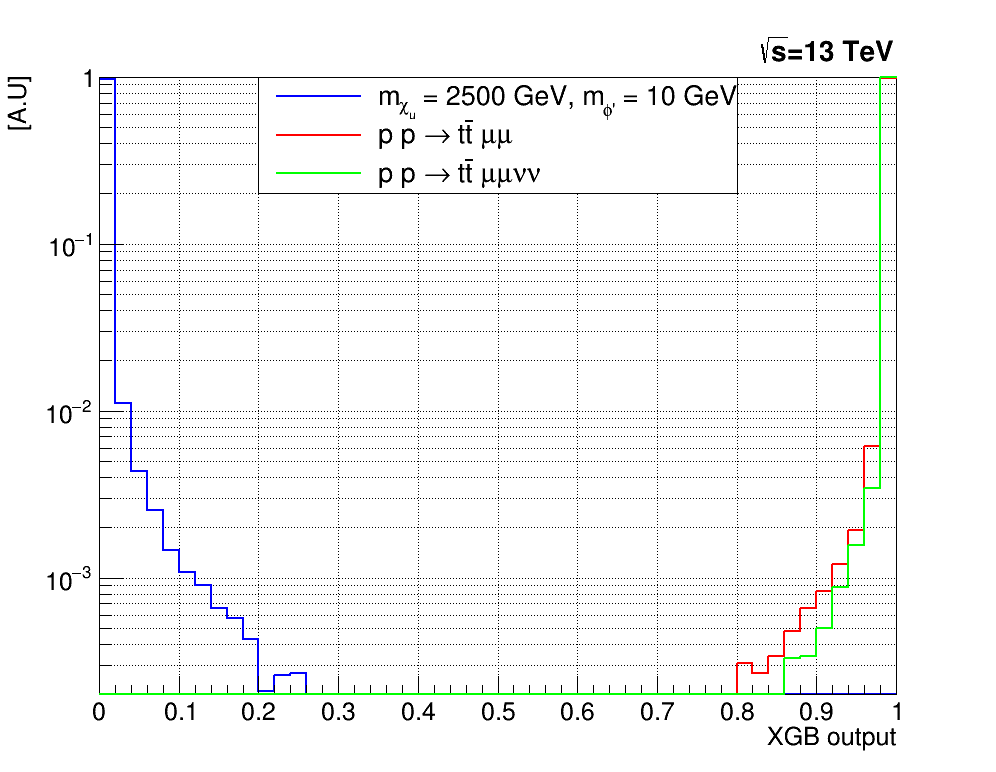 √s=13 TeV
[A.U]
m_χ_u = 2500 GeV, m_ϕ' = 10 GeV
p p → tt̄ μμ
p p → tt̄ μμνν
1
10⁻¹
10⁻²
10⁻³
0 0.1 0.2 0.3 0.4 0.5 0.6 0.7 0.8 0.9 1
XGB output